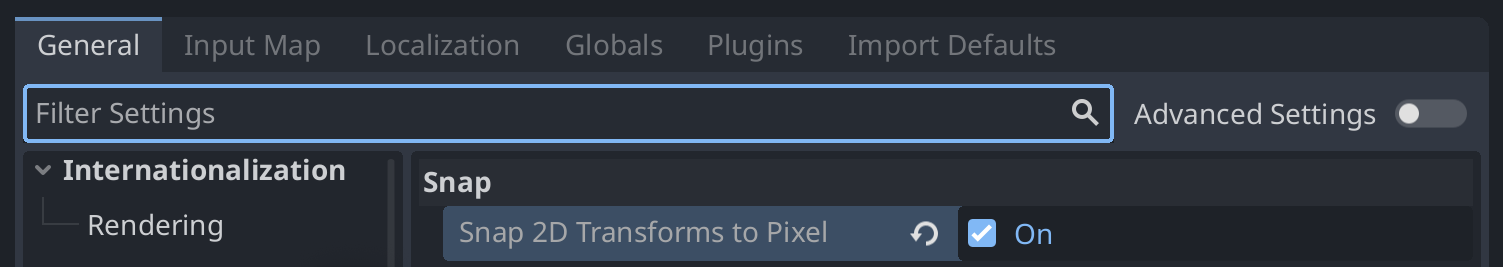 General Input Map Localization Globals Plugins Import Defaults
Filter Settings Advanced Settings
Internationalization
Rendering
Snap
Snap 2D Transforms to Pixel On